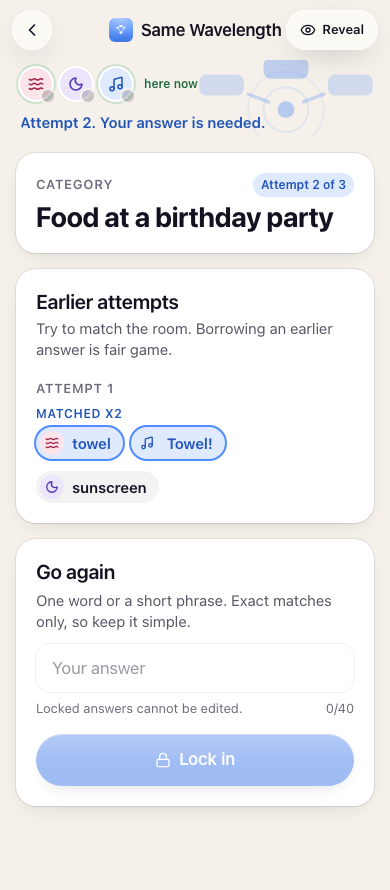 Same Wavelength
Reveal
here now
Attempt 2. Your answer is needed.
CATEGORY
Attempt 2 of 3
Food at a birthday party
Earlier attempts
Try to match the room. Borrowing an earlier
answer is fair game.
ATTEMPT 1
MATCHED X2
towel
Towel!
sunscreen
Go again
One word or a short phrase. Exact matches
only, so keep it simple.
Your answer
Locked answers cannot be edited.
0/40
Lock in